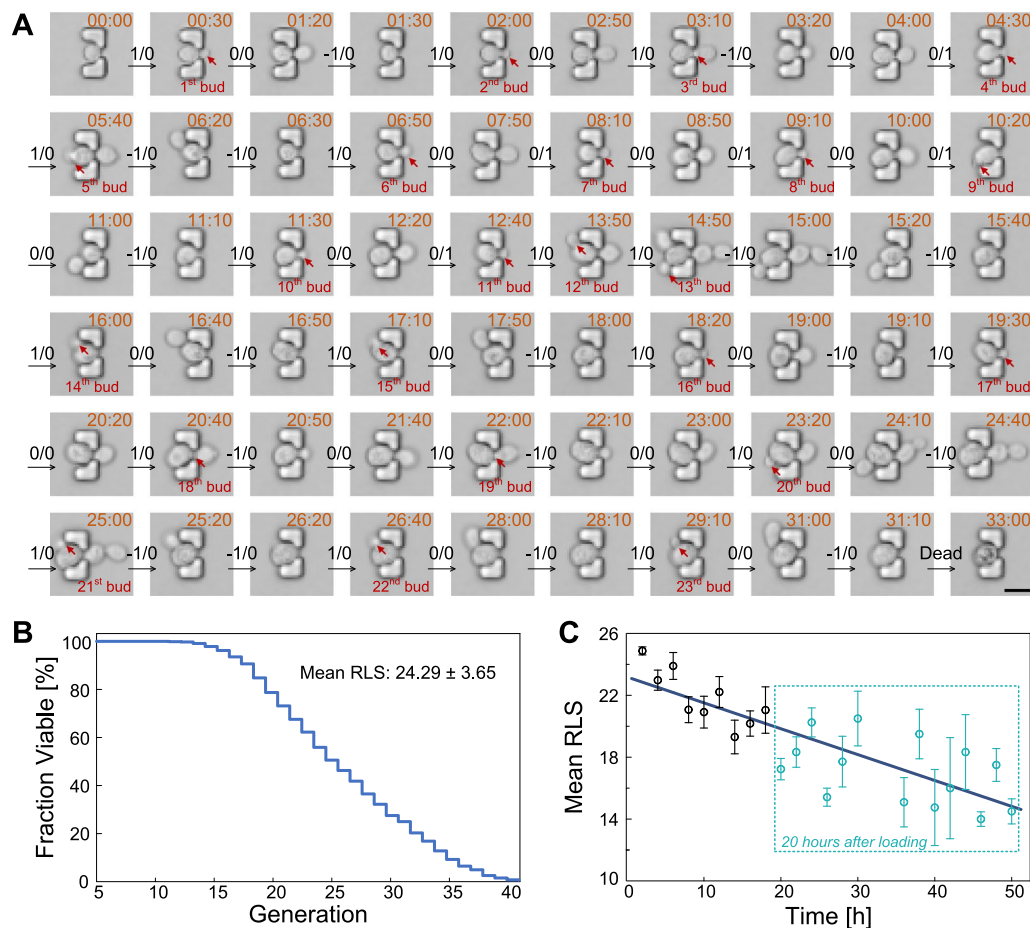 A
00:00 00:30 01:20 01:30 02:00 02:50 03:10 03:20 04:00 04:30
1/0 0/0 -1/0 1/0 0/0 1/0 -1/0 0/0 0/1
1st bud 2nd bud 3rd bud 4th bud
05:40 06:20 06:30 06:50 07:50 08:10 08:50 09:10 10:00 10:20
1/0 -1/0 -1/0 1/0 0/1 0/0 0/1 0/0 0/1
5th bud 6th bud 7th bud 8th bud 9th bud
11:00 11:10 11:30 12:20 12:40 13:50 14:50 15:00 15:20 15:40
0/0 -1/0 1/0 0/0 0/1 1/0 1/0 -1/0 -1/0 -1/0
10th bud 11th bud 12th bud 13th bud
16:00 16:40 16:50 17:10 17:50 18:00 18:20 19:00 19:10 19:30
1/0 0/0 -1/0 1/0 0/0 -1/0 1/0 0/0 -1/0 1/0
14th bud 15th bud 16th bud 17th bud
20:20 20:40 20:50 21:40 22:00 22:10 23:00 23:20 24:10 24:40
0/0 1/0 -1/0 0/0 1/0 -1/0 0/0 1/0 0/0 -1/0
18th bud 19th bud 20th bud
25:00 25:20 26:20 26:40 28:00 28:10 29:10 31:00 31:10 33:00
1/0 -1/0 -1/0 1/0 0/0 -1/0 1/0 0/0 -1/0 Dead
21st bud 22nd bud 23rd bud
B
Fraction Viable [%]
100
80
60
40
20
0
Mean RLS: 24.29 ± 3.65
5 10 15 20 25 30 35 40
Generation
C
Mean RLS
26
22
18
14
10
20 hours after loading
0 10 20 30 40 50
Time [h]